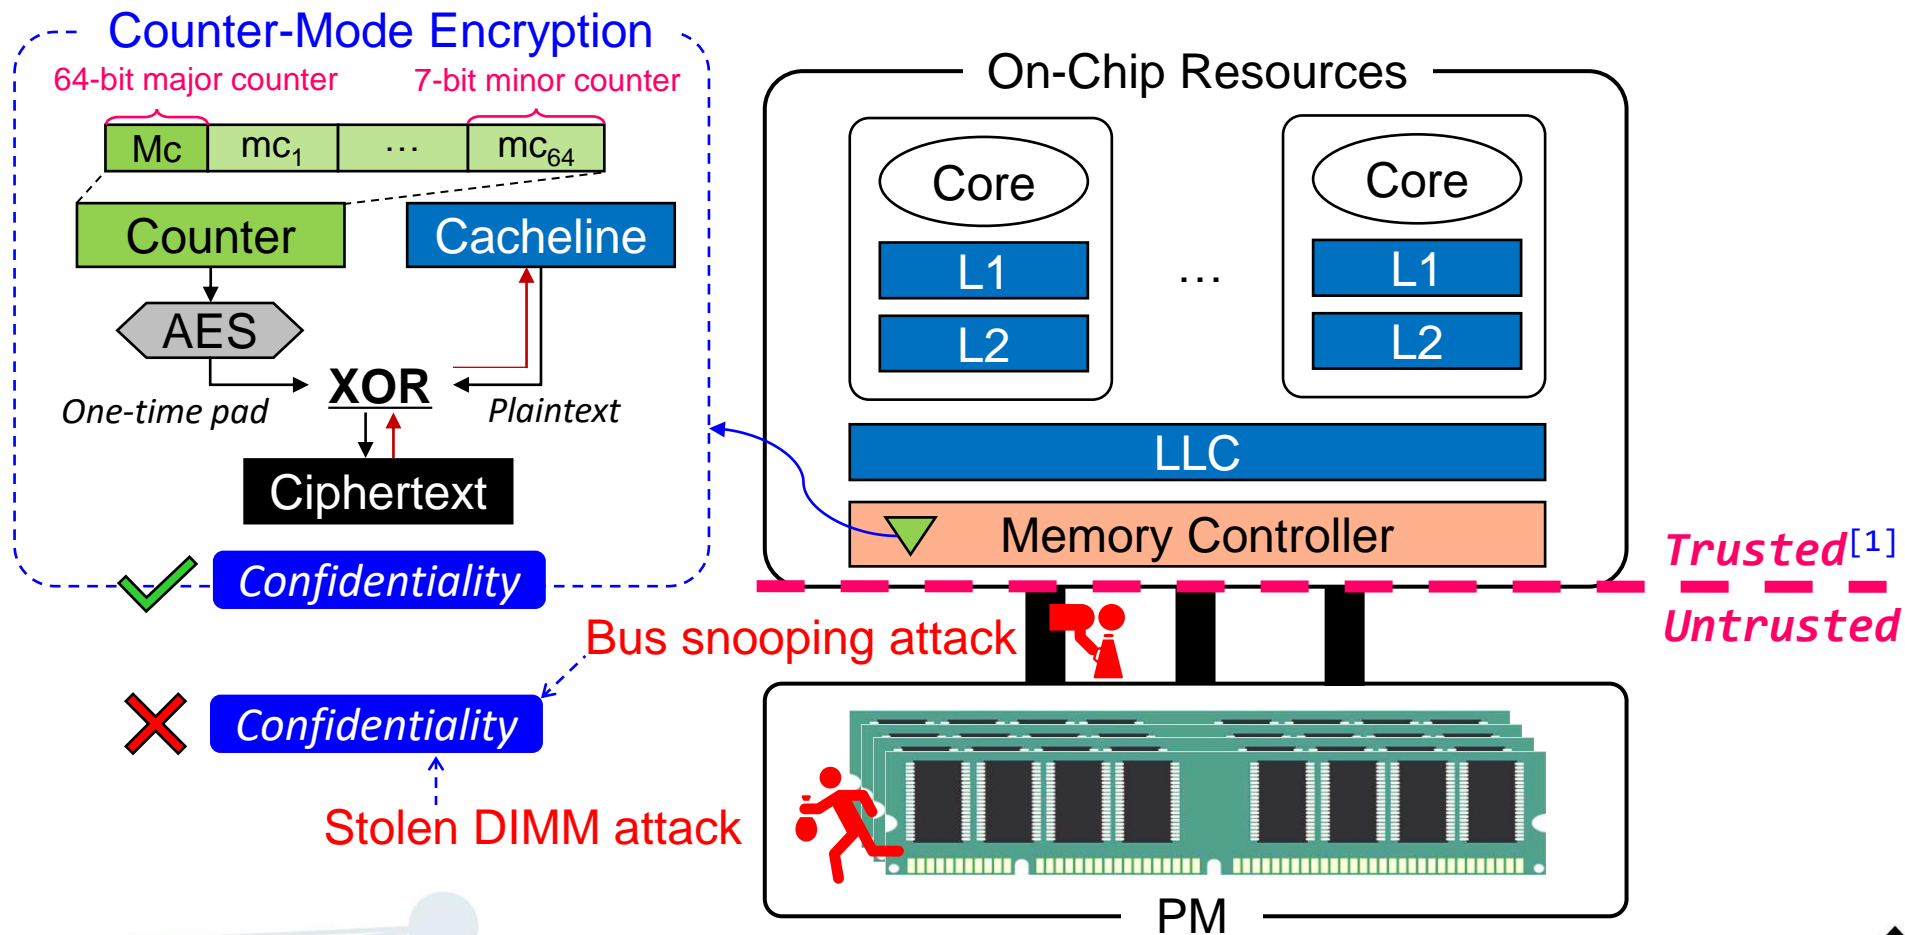 Counter-Mode Encryption
64-bit major counter
7-bit minor counter
Mc mc1 ... mc64
Counter
Cacheline
AES
XOR
One-time pad
Plaintext
Ciphertext
Confidentiality
Bus snooping attack
Confidentiality
Stolen DIMM attack
On-Chip Resources
Core
L1
L2
...
Core
L1
L2
LLC
Memory Controller
Trusted[1]
Untrusted
PM